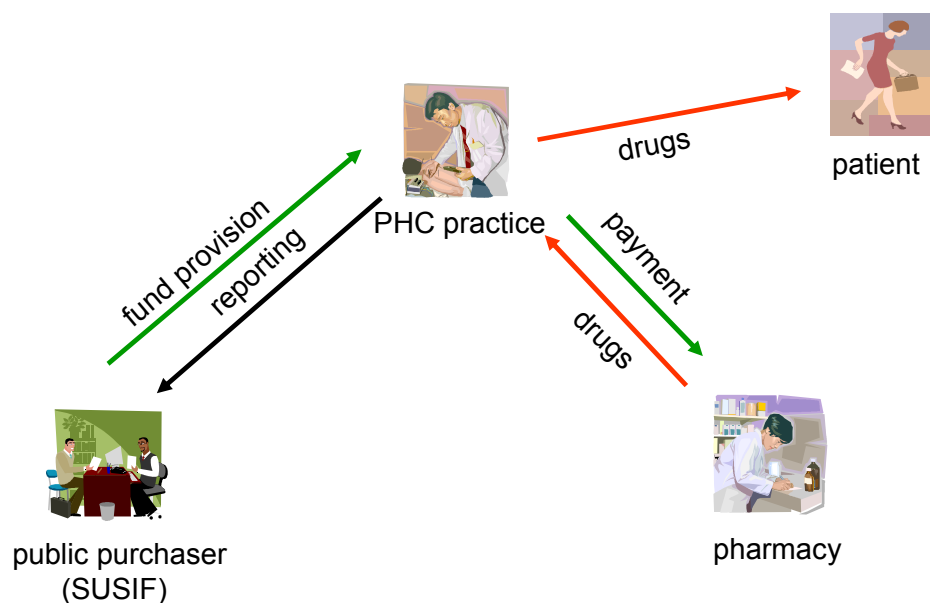 drugs
patient
PHC practice
fund provision
reporting
payment
drugs
public purchaser
(SUSIF)
pharmacy